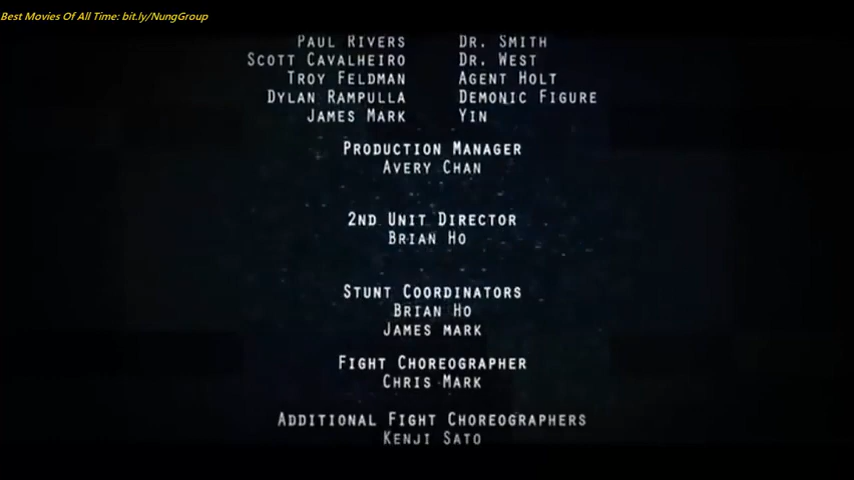 Best Movies Of All Time: bit.ly/NungGroup
PAUL RIVERS DR. SMITH
SCOTT CAVALHEIRO DR. WEST
TROY FELDMAN AGENT HOLT
DYLAN RAMPULLA DEMONIC FIGURE
JAMES MARK YIN
PRODUCTION MANAGER
AVERY CHAN
2ND UNIT DIRECTOR
BRIAN HO
STUNT COORDINATORS
BRIAN HO
JAMES MARK
FIGHT CHOREOGRAPHER
CHRIS MARK
ADDITIONAL FIGHT CHOREOGRAPHERS
KENJI SATO